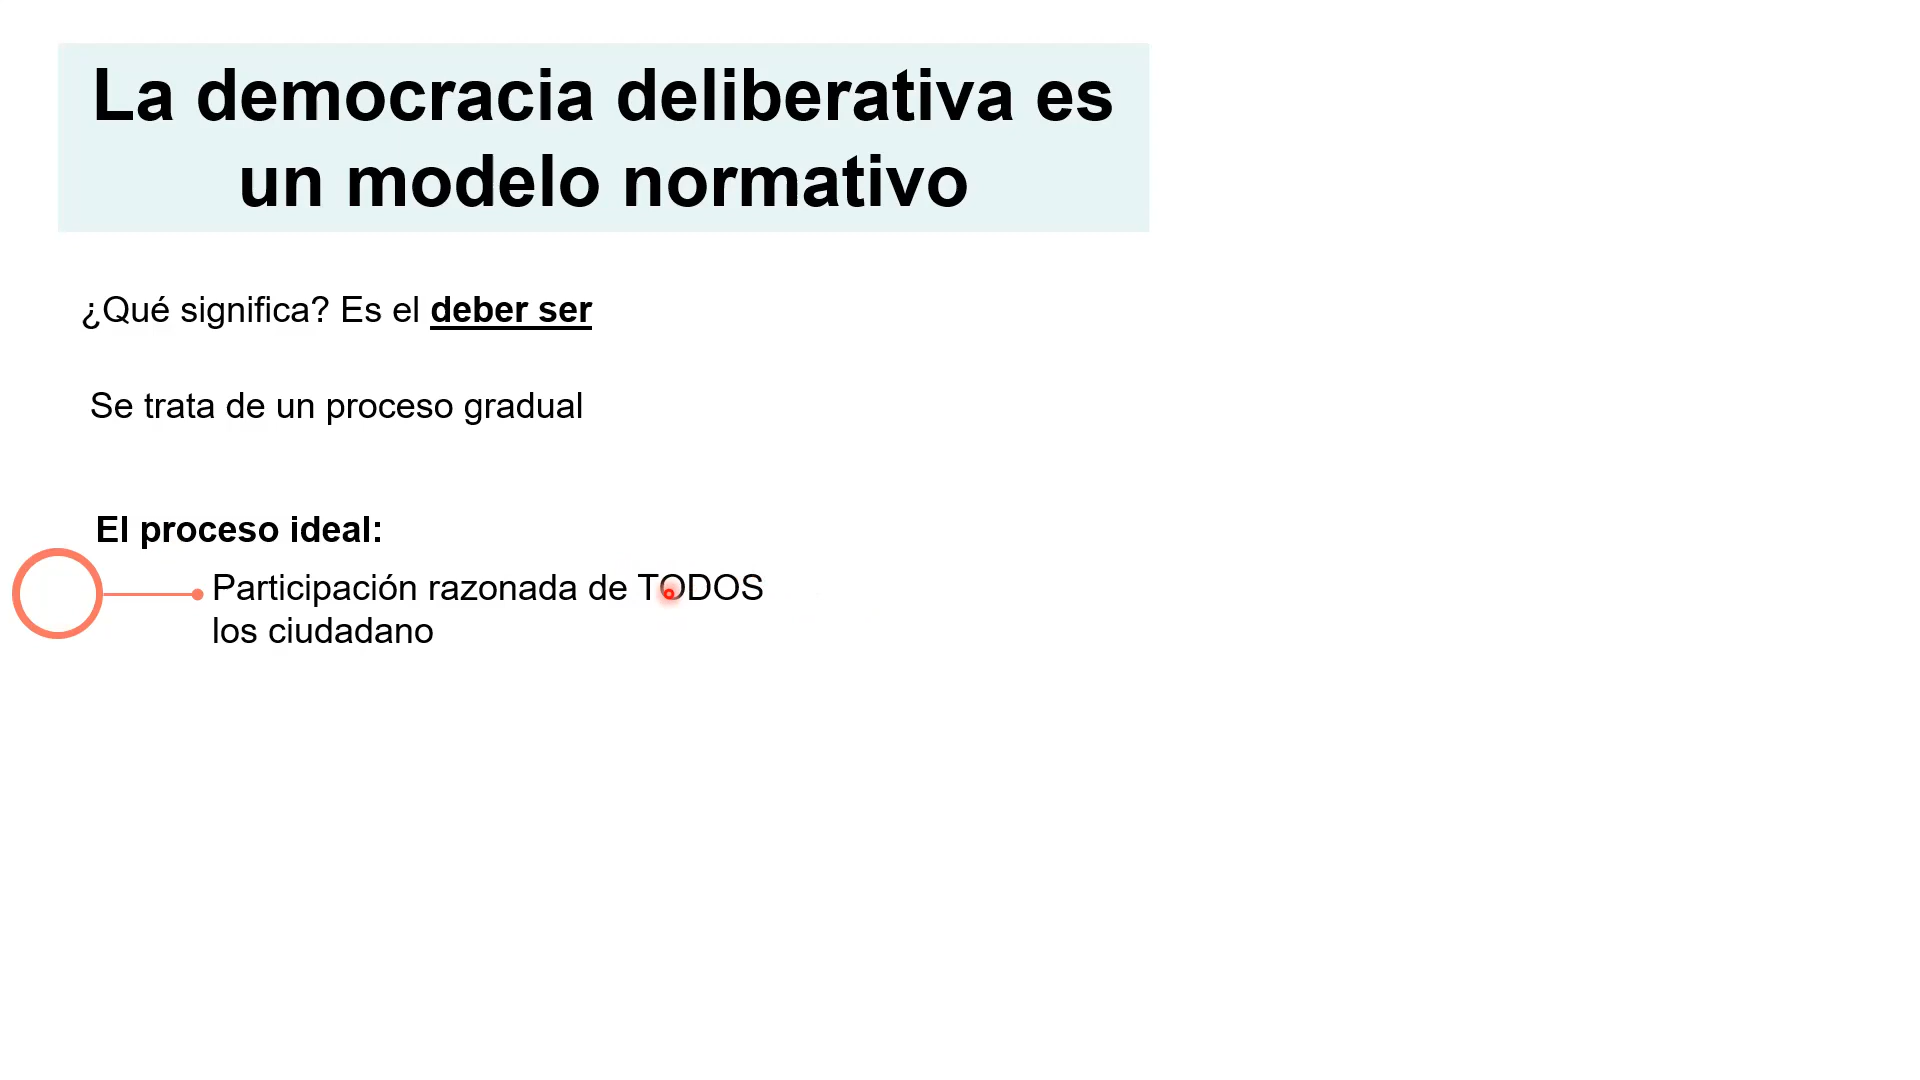 La democracia deliberativa es
un modelo normativo
¿Qué significa? Es el deber ser
Se trata de un proceso gradual
El proceso ideal:
Participación razonada de TODOS
los ciudadano